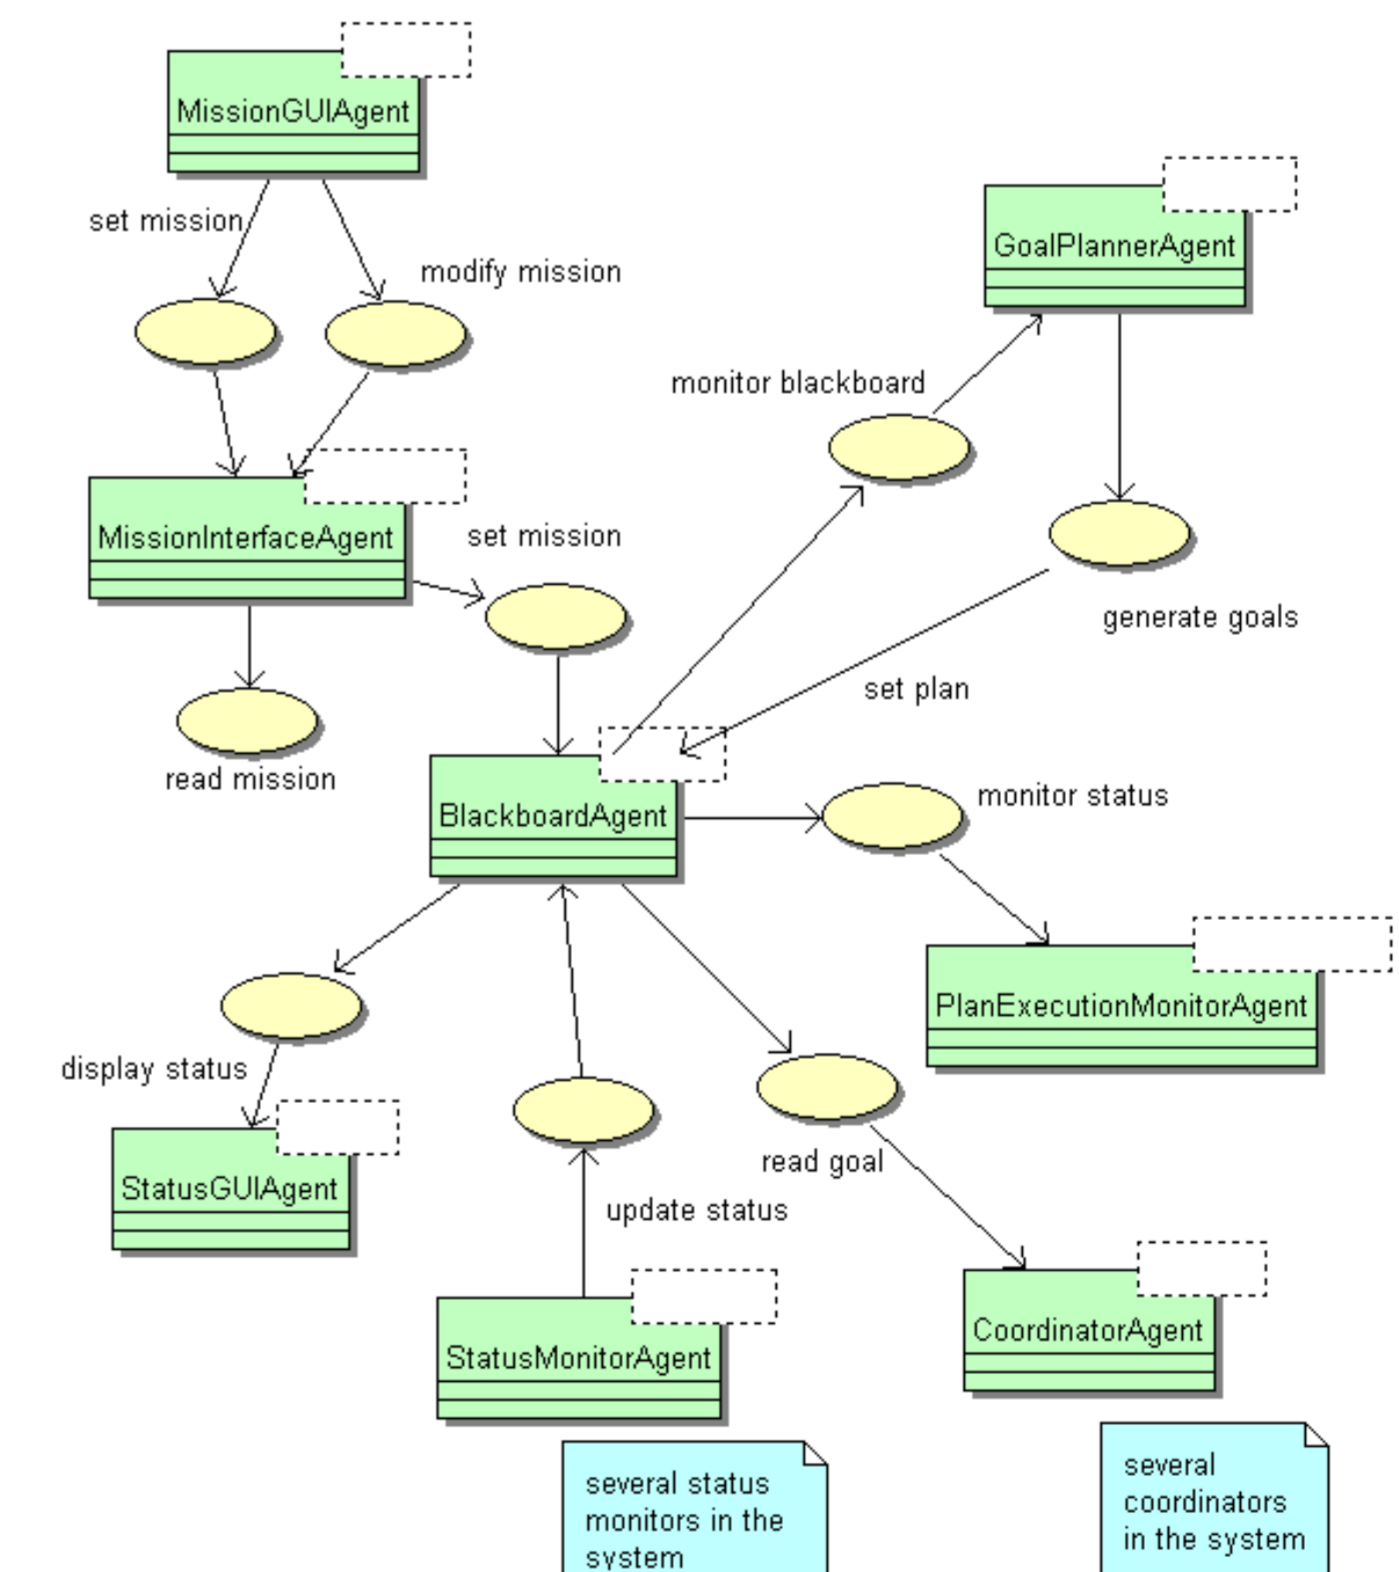 MissionGUIAgent
set mission
modify mission
GoalPlannerAgent
monitor blackboard
MissionInterfaceAgent
set mission
generate goals
set plan
read mission
BlackboardAgent
monitor status
PlanExecutionMonitorAgent
display status
read goal
StatusGUIAgent
update status
CoordinatorAgent
StatusMonitorAgent
several status
monitors in the
system
several
coordinators
in the system